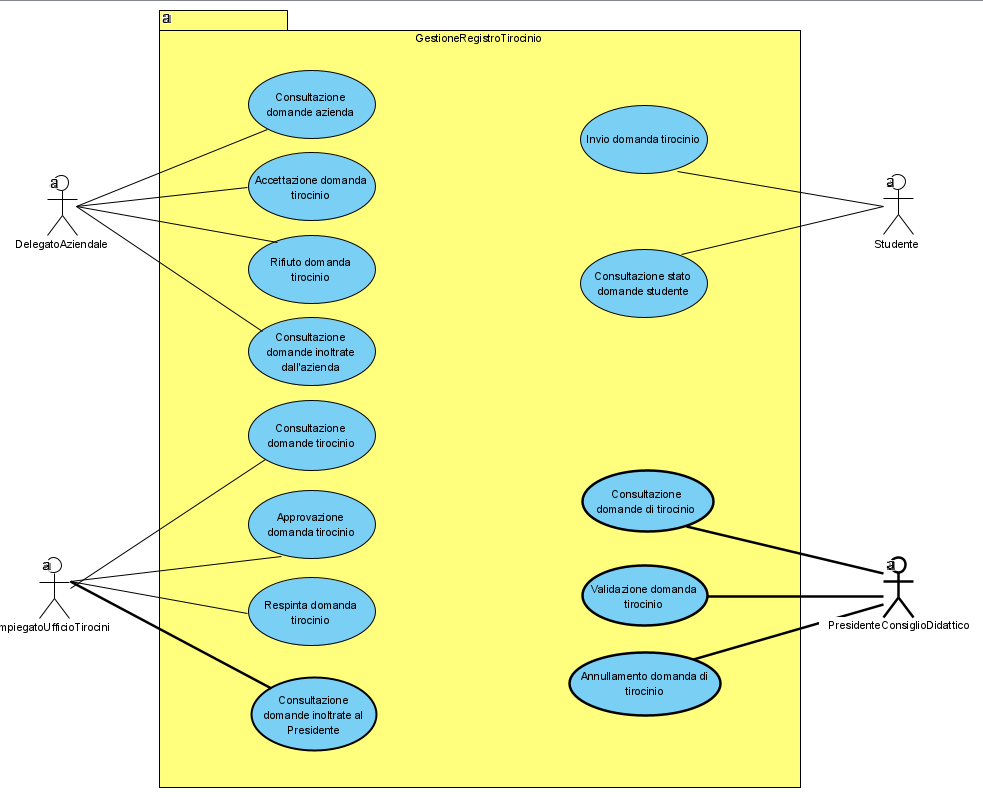 a
GestioneRegistroTirocinio
Consultazione
domande azienda
Accettazione domanda
tirocinio
Rifiuto domanda
tirocinio
Consultazione
domande inoltrate
dall'azienda
Consultazione
domande tirocinio
Approvazione
domanda tirocinio
Respinta domanda
tirocinio
Consultazione
domande inoltrate al
Presidente
Invio domanda tirocinio
Consultazione stato
domande studente
Consultazione
domande di tirocinio
Validazione domanda
tirocinio
Annullamento domanda di
tirocinio
a
DelegatoAziendale
a
mpiegatoUfficioTirocini
a
Studente
a
PresidenteConsiglioDidattico